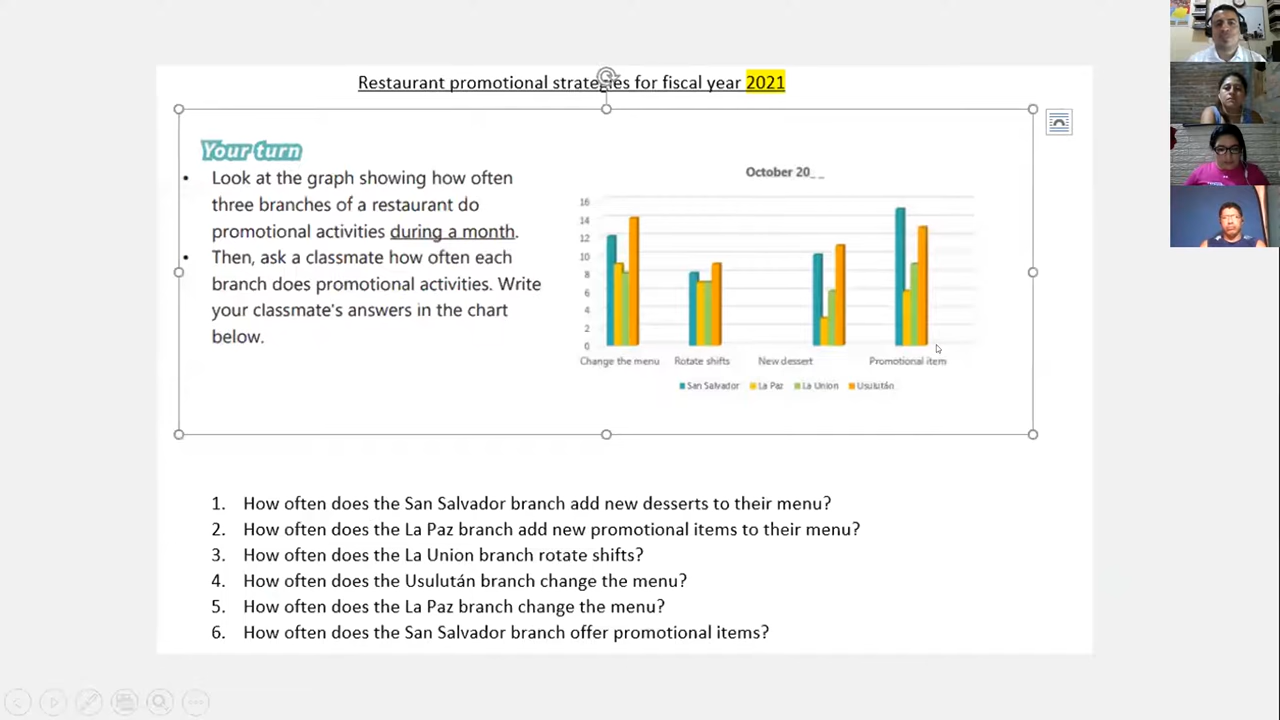 Restaurant promotional strategies for fiscal year 2021
Your turn
• Look at the graph showing how often
three branches of a restaurant do
promotional activities during a month.
• Then, ask a classmate how often each
branch does promotional activities. Write
your classmate's answers in the chart
below.
October 20_ _
16
14
12
10
8
6
4
2
0
Change the menu Rotate shifts New dessert Promotional item
San Salvador La Paz La Union Usulután
1. How often does the San Salvador branch add new desserts to their menu?
2. How often does the La Paz branch add new promotional items to their menu?
3. How often does the La Union branch rotate shifts?
4. How often does the Usulután branch change the menu?
5. How often does the La Paz branch change the menu?
6. How often does the San Salvador branch offer promotional items?